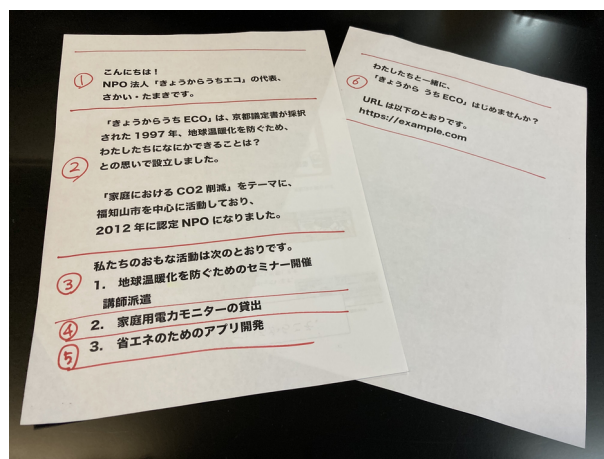 ①
こんにちは！
NPO 法人「きょうからうちエコ」の代表、
さかい・たまきです。
②
「きょうからうち ECO」は、京都議定書が採択
された 1997 年、地球温暖化を防ぐため、
わたしたちになにかできることは？
との思いで設立しました。
「家庭における CO2 削減」をテーマに、
福知山市を中心に活動しており、
2012 年に認定 NPO になりました。
③
私たちのおもな活動は次のとおりです。
1. 地球温暖化を防ぐためのセミナー開催
講師派遣
④
2. 家庭用電力モニターの貸出
⑤
3. 省エネのためのアプリ開発
⑥
わたしたちと一緒に、
「きょうから うち ECO」はじめませんか？
URL は以下のとおりです。
https://example.com